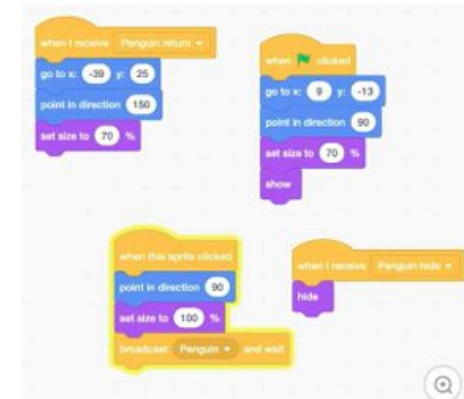 when I receive Penguin return
go to x: -39 y: 25
point in direction 150
set size to 70 %
when clicked
go to x: 9 y: -13
point in direction 90
set size to 70 %
show
when this sprite clicked
point in direction 90
set size to 100 %
broadcast Penguin and wait
when I receive Penguin hide
hide